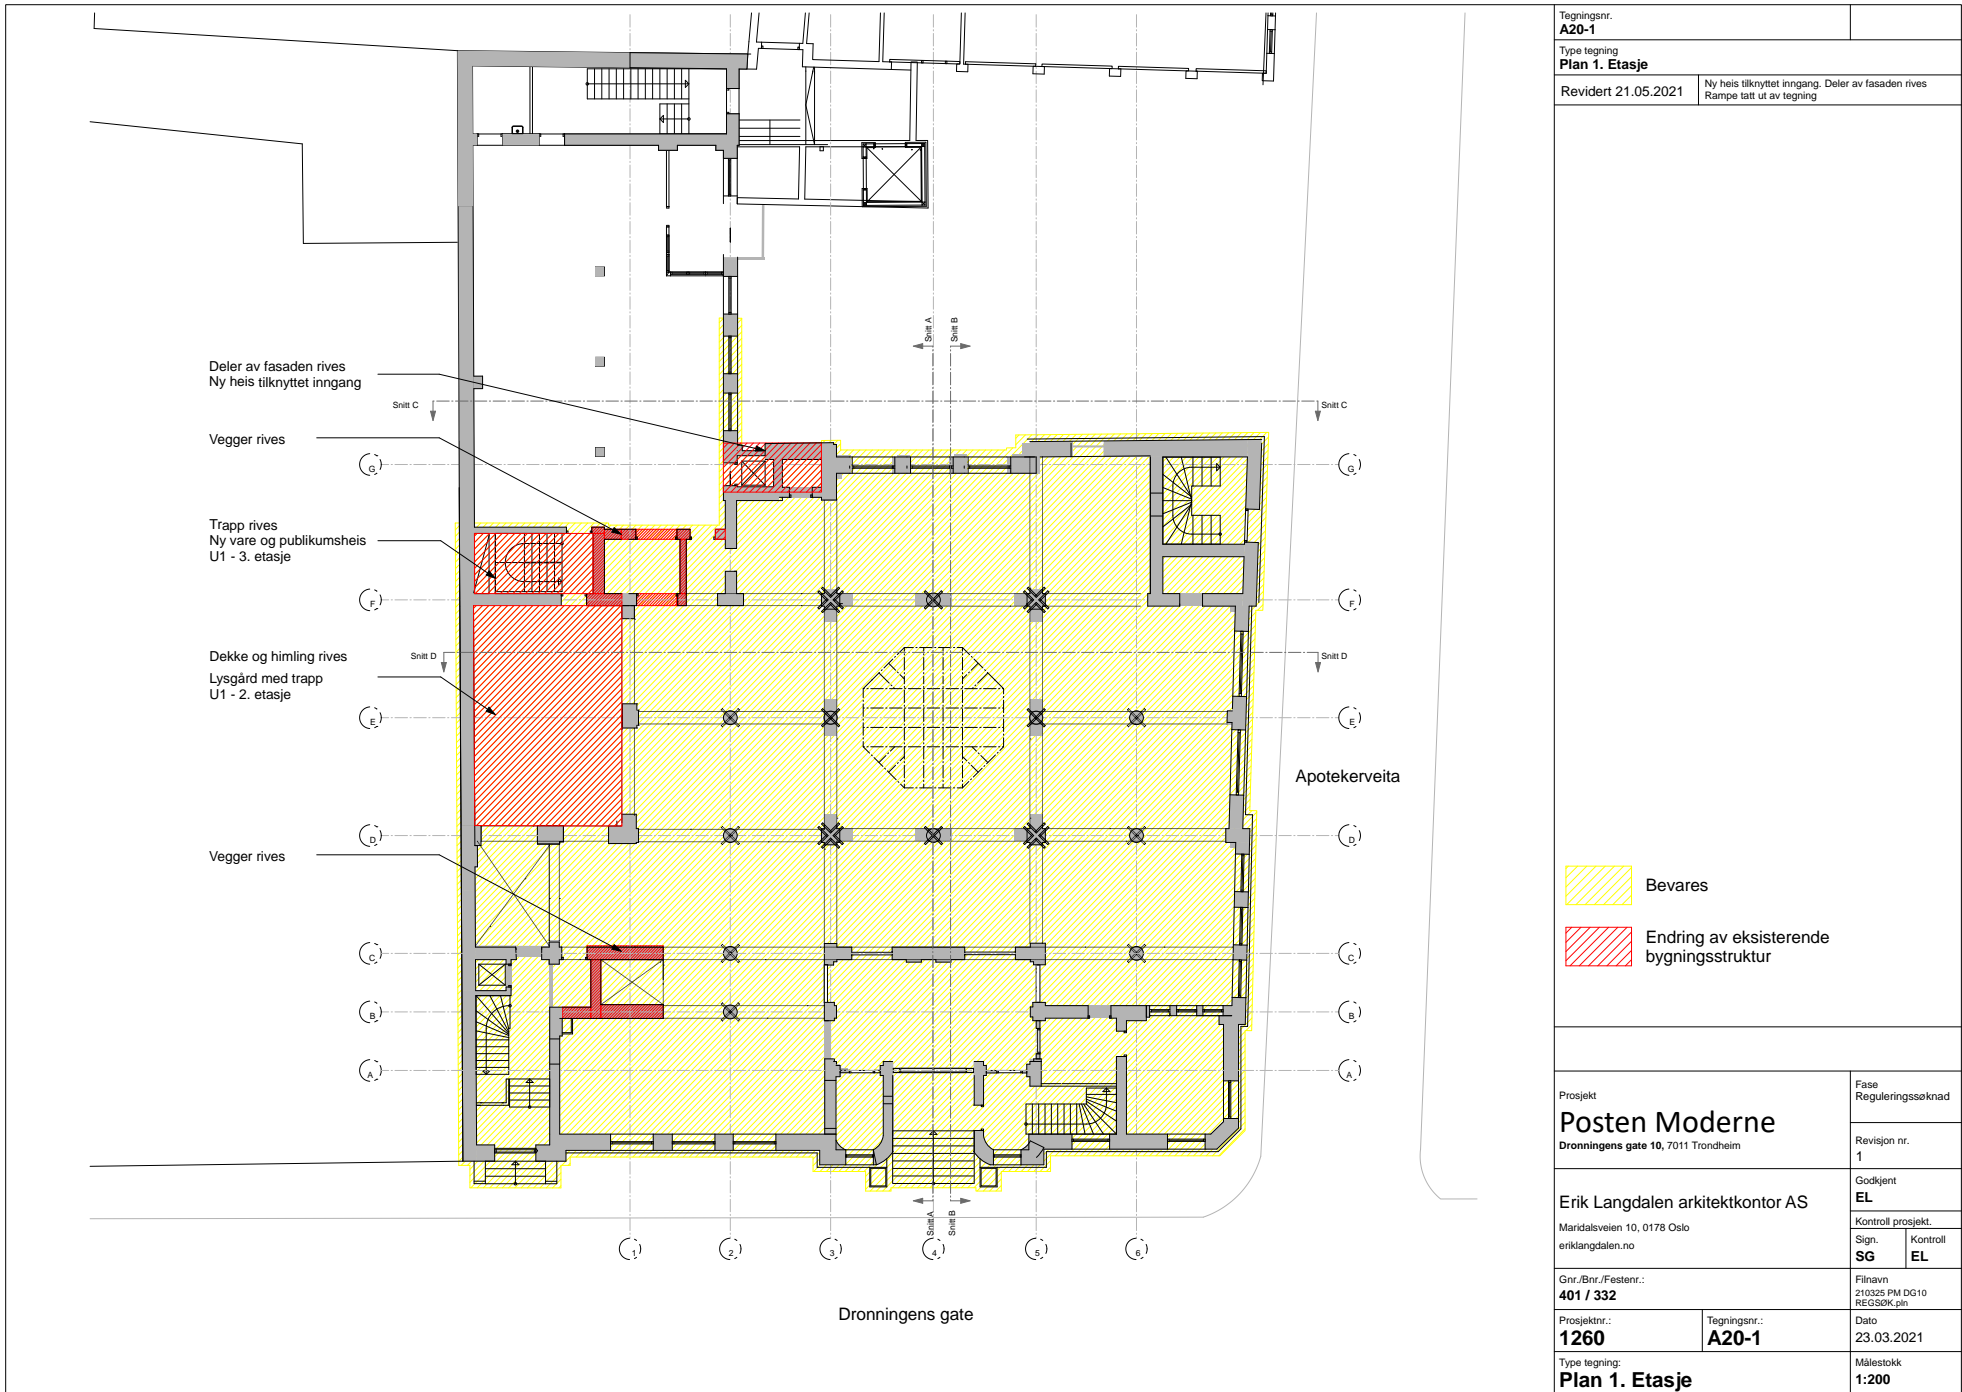 Tegningsnr.
A20-1
Type tegning
Plan 1. Etasje
Revidert 21.05.2021
Ny heis tilknyttet inngang. Deler av fasaden rives
Rampe tatt ut av tegning
Snitt A
Snitt B
Deler av fasaden rives
Ny heis tilknyttet inngang
Snitt C
Snitt C
Vegger rives
G
G
Trapp rives
Ny vare og publikumsheis
U1 - 3. etasje
F
F
Dekke og himling rives
Lysgård med trapp
U1 - 2. etasje
Snitt D
Snitt D
E
E
Apotekerveita
D
D
Vegger rives
Bevares
Endring av eksisterende
bygningsstruktur
C
C
B
B
A
A
Snitt A
Snitt B
1
2
3
4
5
6
Dronningens gate
Prosjekt
Posten Moderne
Dronningens gate 10, 7011 Trondheim
Fase
Reguleringssøknad
Revisjon nr.
1
Erik Langdalen arkitektkontor AS
Maridalsveien 10, 0178 Oslo
eriklangdalen.no
Godkjent
EL
Kontroll prosjekt.
Sign.
SG
Kontroll
EL
Gnr./Bnr./Festenr.:
401 / 332
Filnavn
210325 PM DG10
REGSØK.pln
Prosjektnr.:
1260
Tegningsnr.:
A20-1
Dato
23.03.2021
Type tegning:
Plan 1. Etasje
Målestokk
1:200